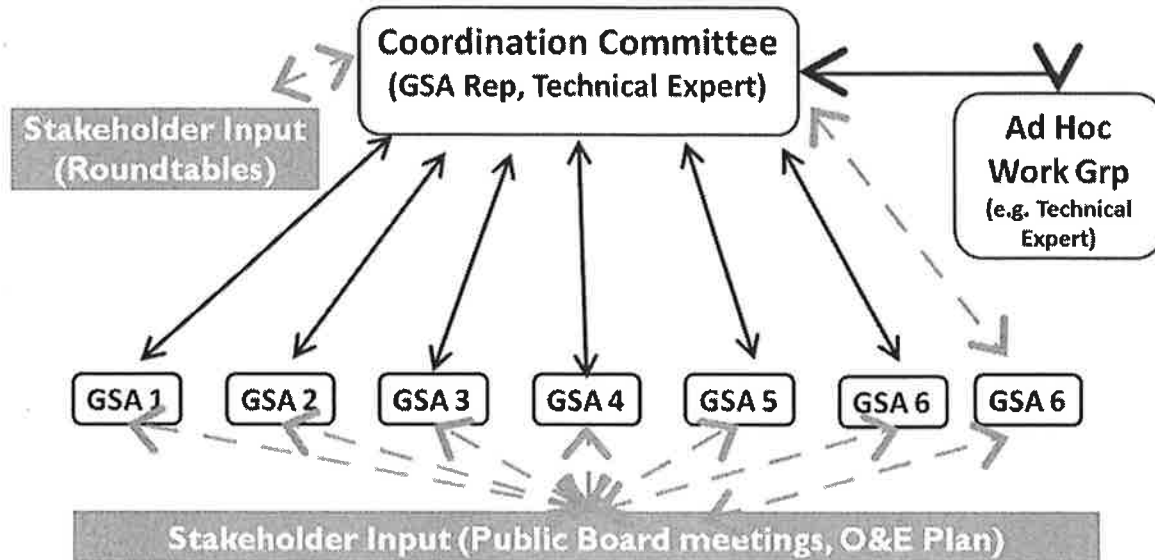 Coordination Committee
(GSA Rep, Technical Expert)
Stakeholder Input
(Roundtables)
Ad Hoc
Work Grp
(e.g. Technical
Expert)
GSA 1
GSA 2
GSA 3
GSA 4
GSA 5
GSA 6
GSA 6
Stakeholder Input (Public Board meetings, O&E Plan)